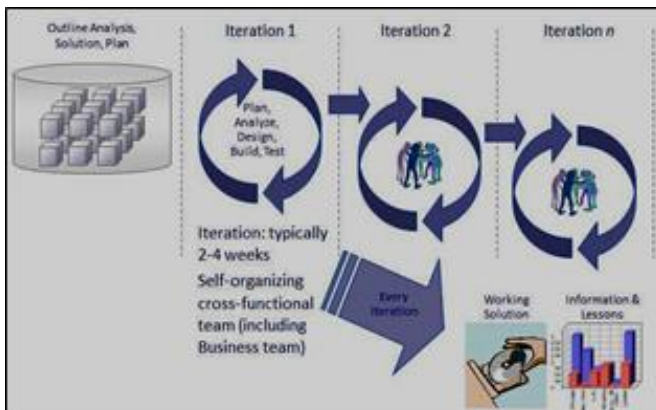 Outline Analysis,
Solution, Plan
Iteration 1
Iteration 2
Iteration n
Plan,
Analyze,
Design,
Build, Test
Iteration: typically
2-4 weeks
Self-organizing
cross-functional
team (including
Business team)
Every
Iteration
Working
Solution
Information &
Lessons